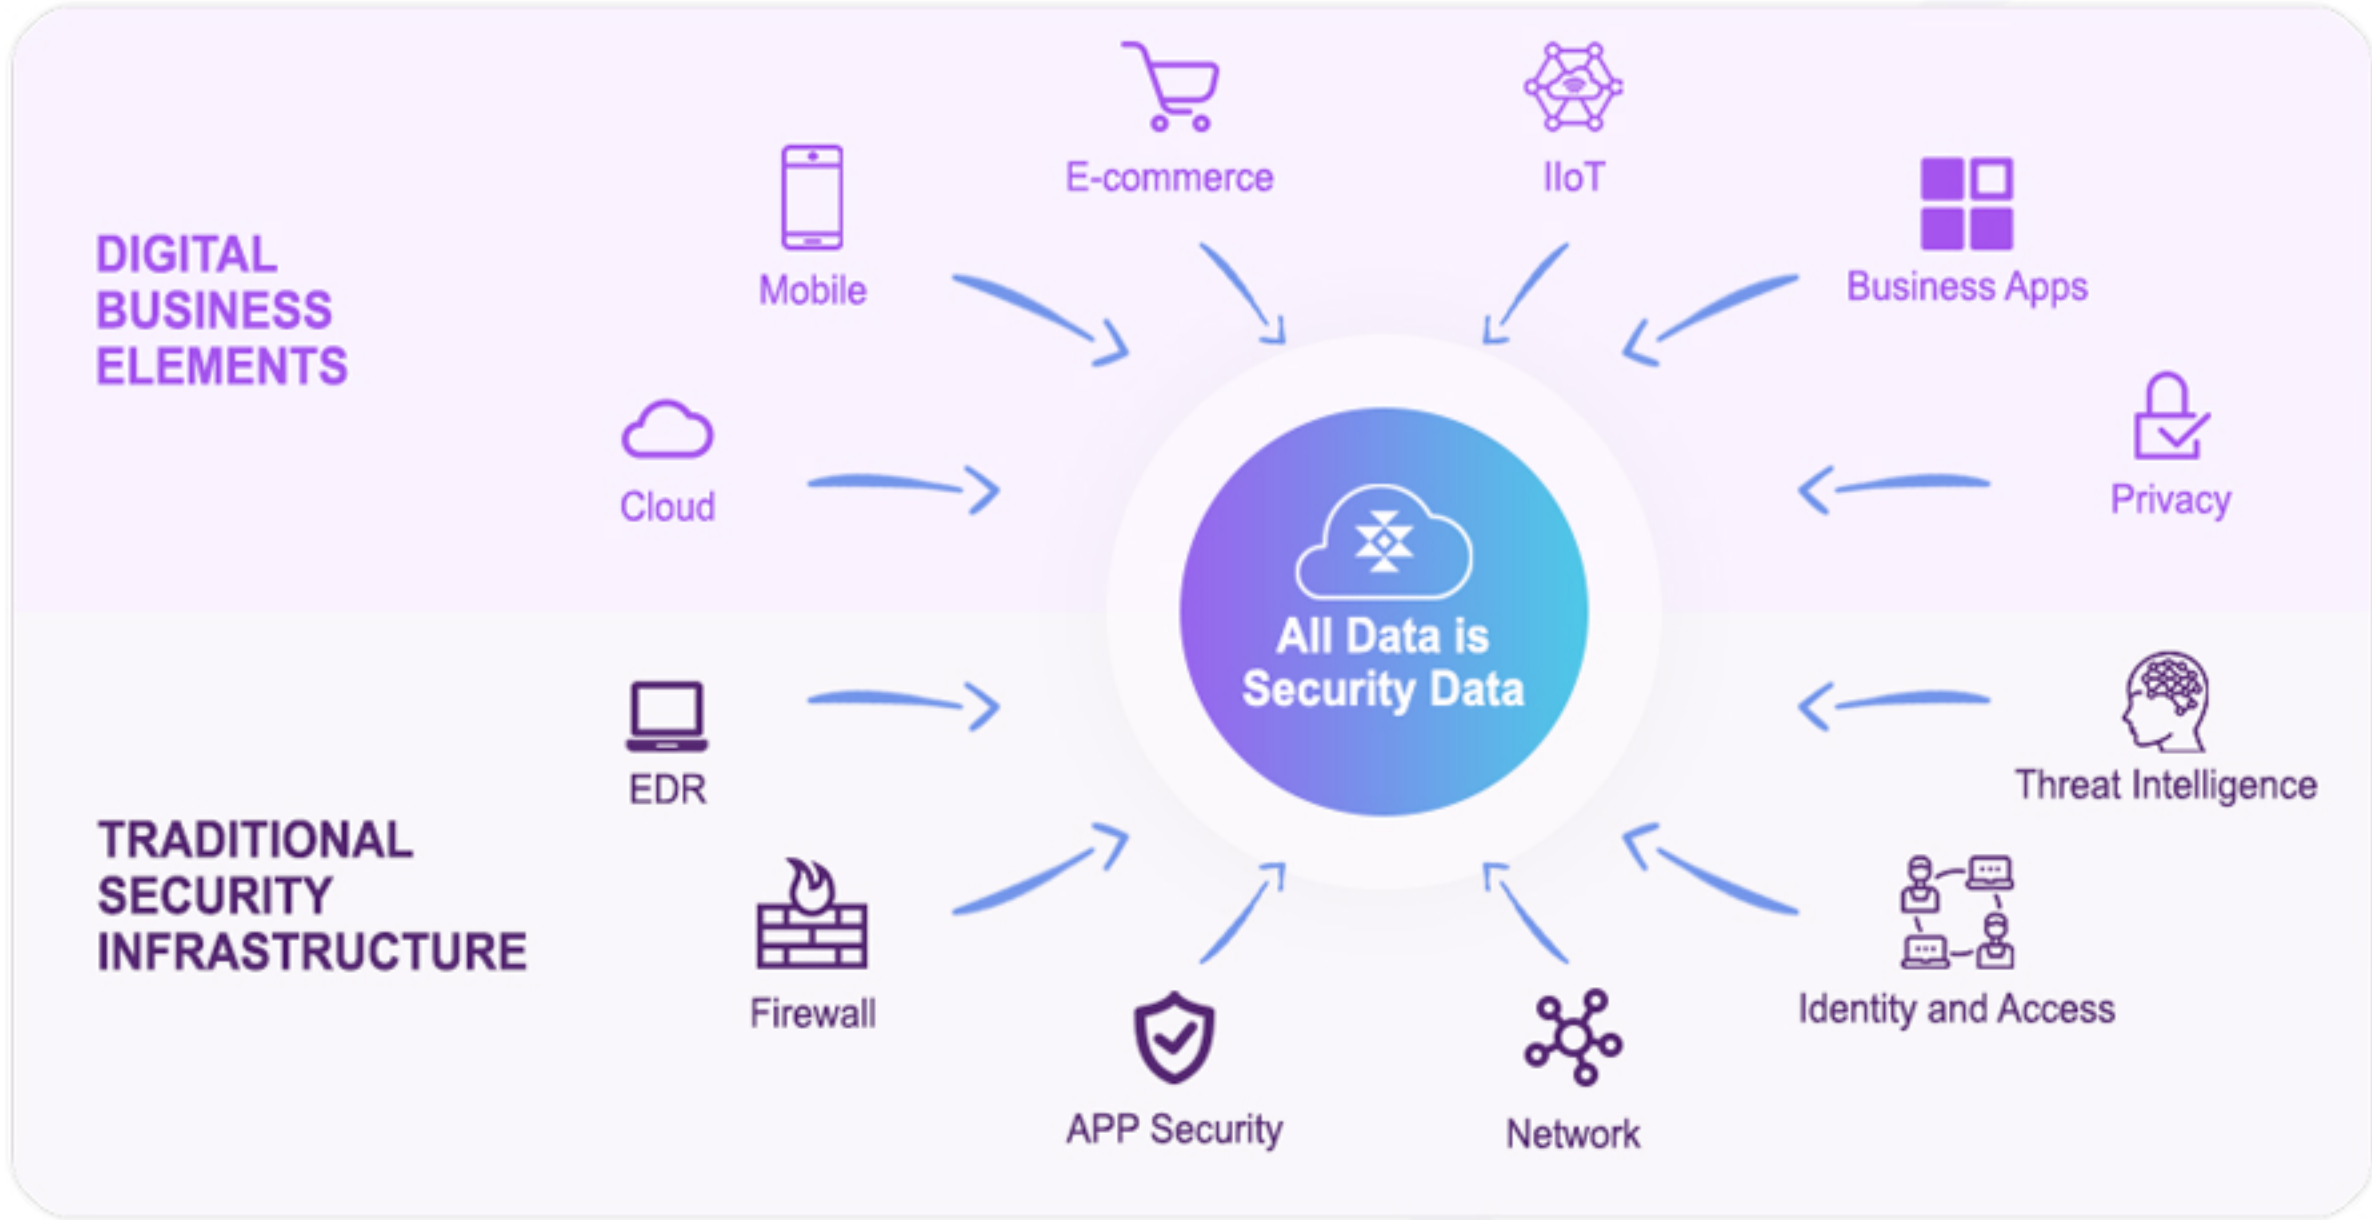 DIGITAL
BUSINESS
ELEMENTS
E-commerce
IIoT
Mobile
Business Apps
Cloud
Privacy
All Data is
Security Data
TRADITIONAL
SECURITY
INFRASTRUCTURE
EDR
Threat Intelligence
Firewall
Identity and Access
APP Security
Network